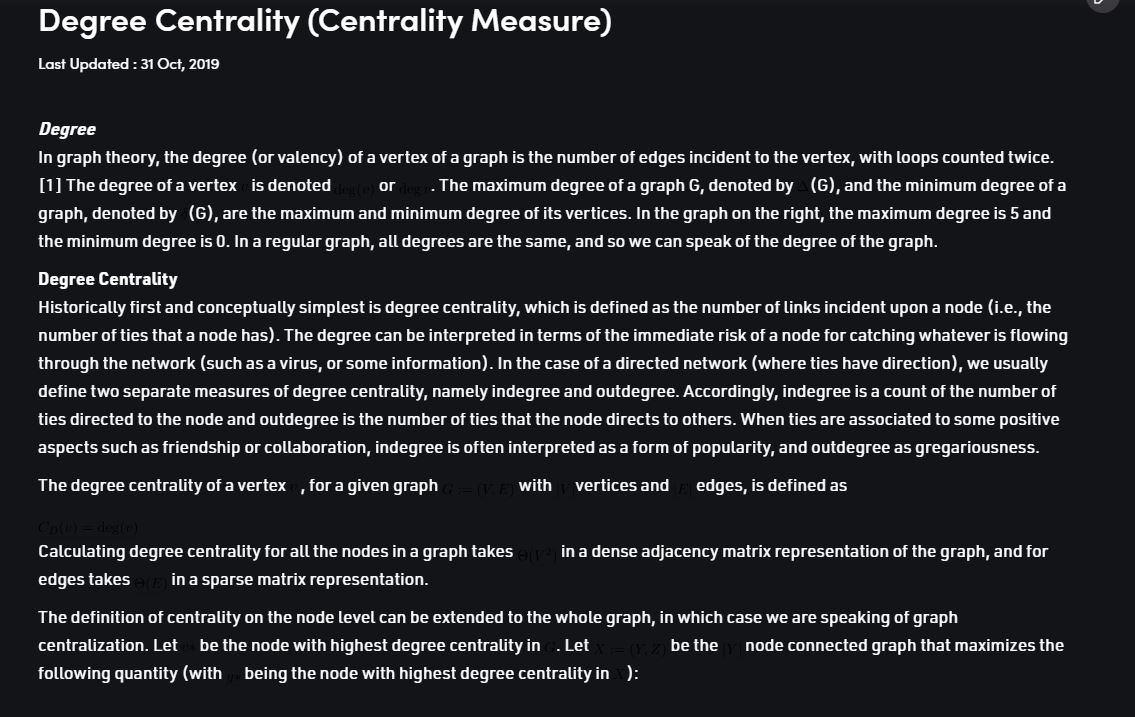 Degree Centrality (Centrality Measure)
Last Updated : 31 Oct, 2019
Degree
In graph theory, the degree (or valency) of a vertex of a graph is the number of edges incident to the vertex, with loops counted twice.
[1] The degree of a vertex v is denoted deg(v) or deg v. The maximum degree of a graph G, denoted by Δ(G), and the minimum degree of a
graph, denoted by (G), are the maximum and minimum degree of its vertices. In the graph on the right, the maximum degree is 5 and
the minimum degree is 0. In a regular graph, all degrees are the same, and so we can speak of the degree of the graph.
Degree Centrality
Historically first and conceptually simplest is degree centrality, which is defined as the number of links incident upon a node (i.e., the
number of ties that a node has). The degree can be interpreted in terms of the immediate risk of a node for catching whatever is flowing
through the network (such as a virus, or some information). In the case of a directed network (where ties have direction), we usually
define two separate measures of degree centrality, namely indegree and outdegree. Accordingly, indegree is a count of the number of
ties directed to the node and outdegree is the number of ties that the node directs to others. When ties are associated to some positive
aspects such as friendship or collaboration, indegree is often interpreted as a form of popularity, and outdegree as gregariousness.
The degree centrality of a vertex v, for a given graph G := (V, E) with |V| vertices and |E| edges, is defined as
C_D(v) = deg(v)
Calculating degree centrality for all the nodes in a graph takes Θ(V²) in a dense adjacency matrix representation of the graph, and for
edges takes Θ(E) in a sparse matrix representation.
The definition of centrality on the node level can be extended to the whole graph, in which case we are speaking of graph
centralization. Let v* be the node with highest degree centrality in G. Let X := (Y, Z) be the |Y| node connected graph that maximizes the
following quantity (with y* being the node with highest degree centrality in X):